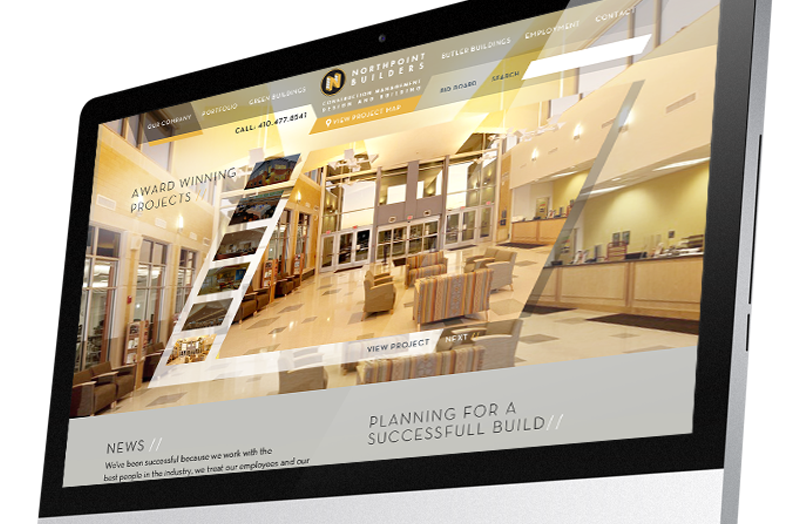 OUR COMPANY
PORTFOLIO
GREEN BUILDINGS
N
NORTHPOINT
BUILDERS
CONSTRUCTION MANAGEMENT
DESIGN AND BUILDING
BUTLER BUILDINGS
EMPLOYMENT
CONTACT
CALL: 410.477.8541
VIEW PROJECT MAP
BID BOARD
SEARCH
AWARD WINNING
PROJECTS
VIEW PROJECT
NEXT //
NEWS //
We've been successful because we work with the
best people in the industry, we treat our employees and our
PLANNING FOR A
SUCCESSFULL BUILD//